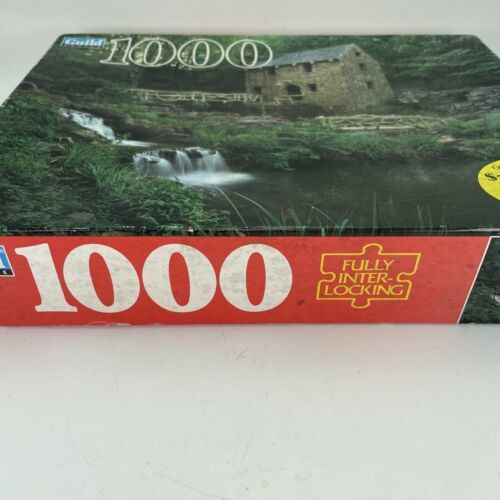 Guild
1000
1000
FULLY
INTER-
LOCKING